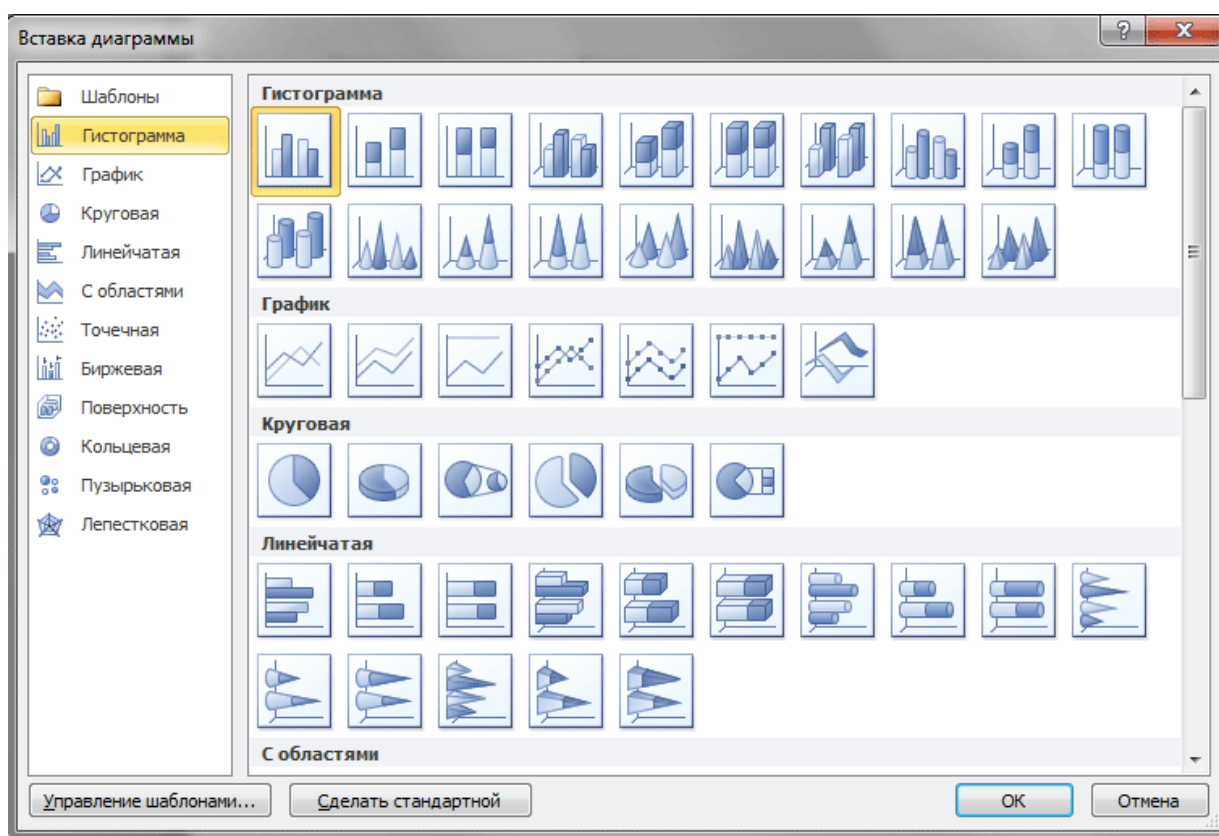 Вставка диаграммы
Шаблоны
Гистограмма
График
Круговая
Линейчатая
С областями
Точечная
Биржевая
Поверхность
Кольцевая
Пузырьковая
Лепестковая
Гистограмма
График
Круговая
Линейчатая
С областями
Управление шаблонами...
Сделать стандартной
ОК
Отмена